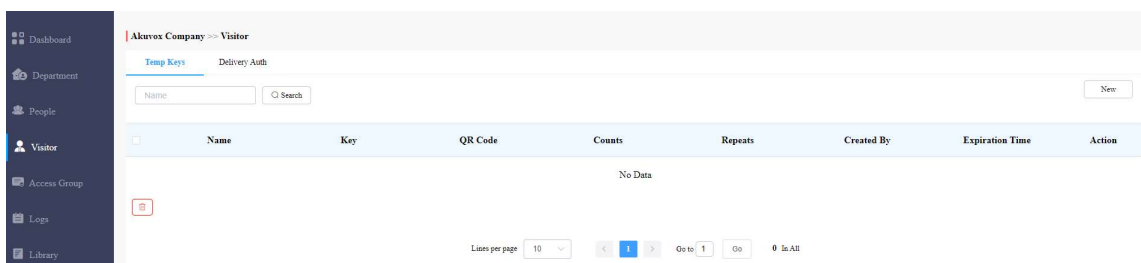 Dashboard
Department
People
Visitor
Access Group
Logs
Library
Akuvox Company >> Visitor
Temp Keys Delivery Auth
Name Search New
Name Key QR Code Counts Repeats Created By Expiration Time Action
No Data
Lines per page 10 < 1 > Go to 1 Go 0 In All